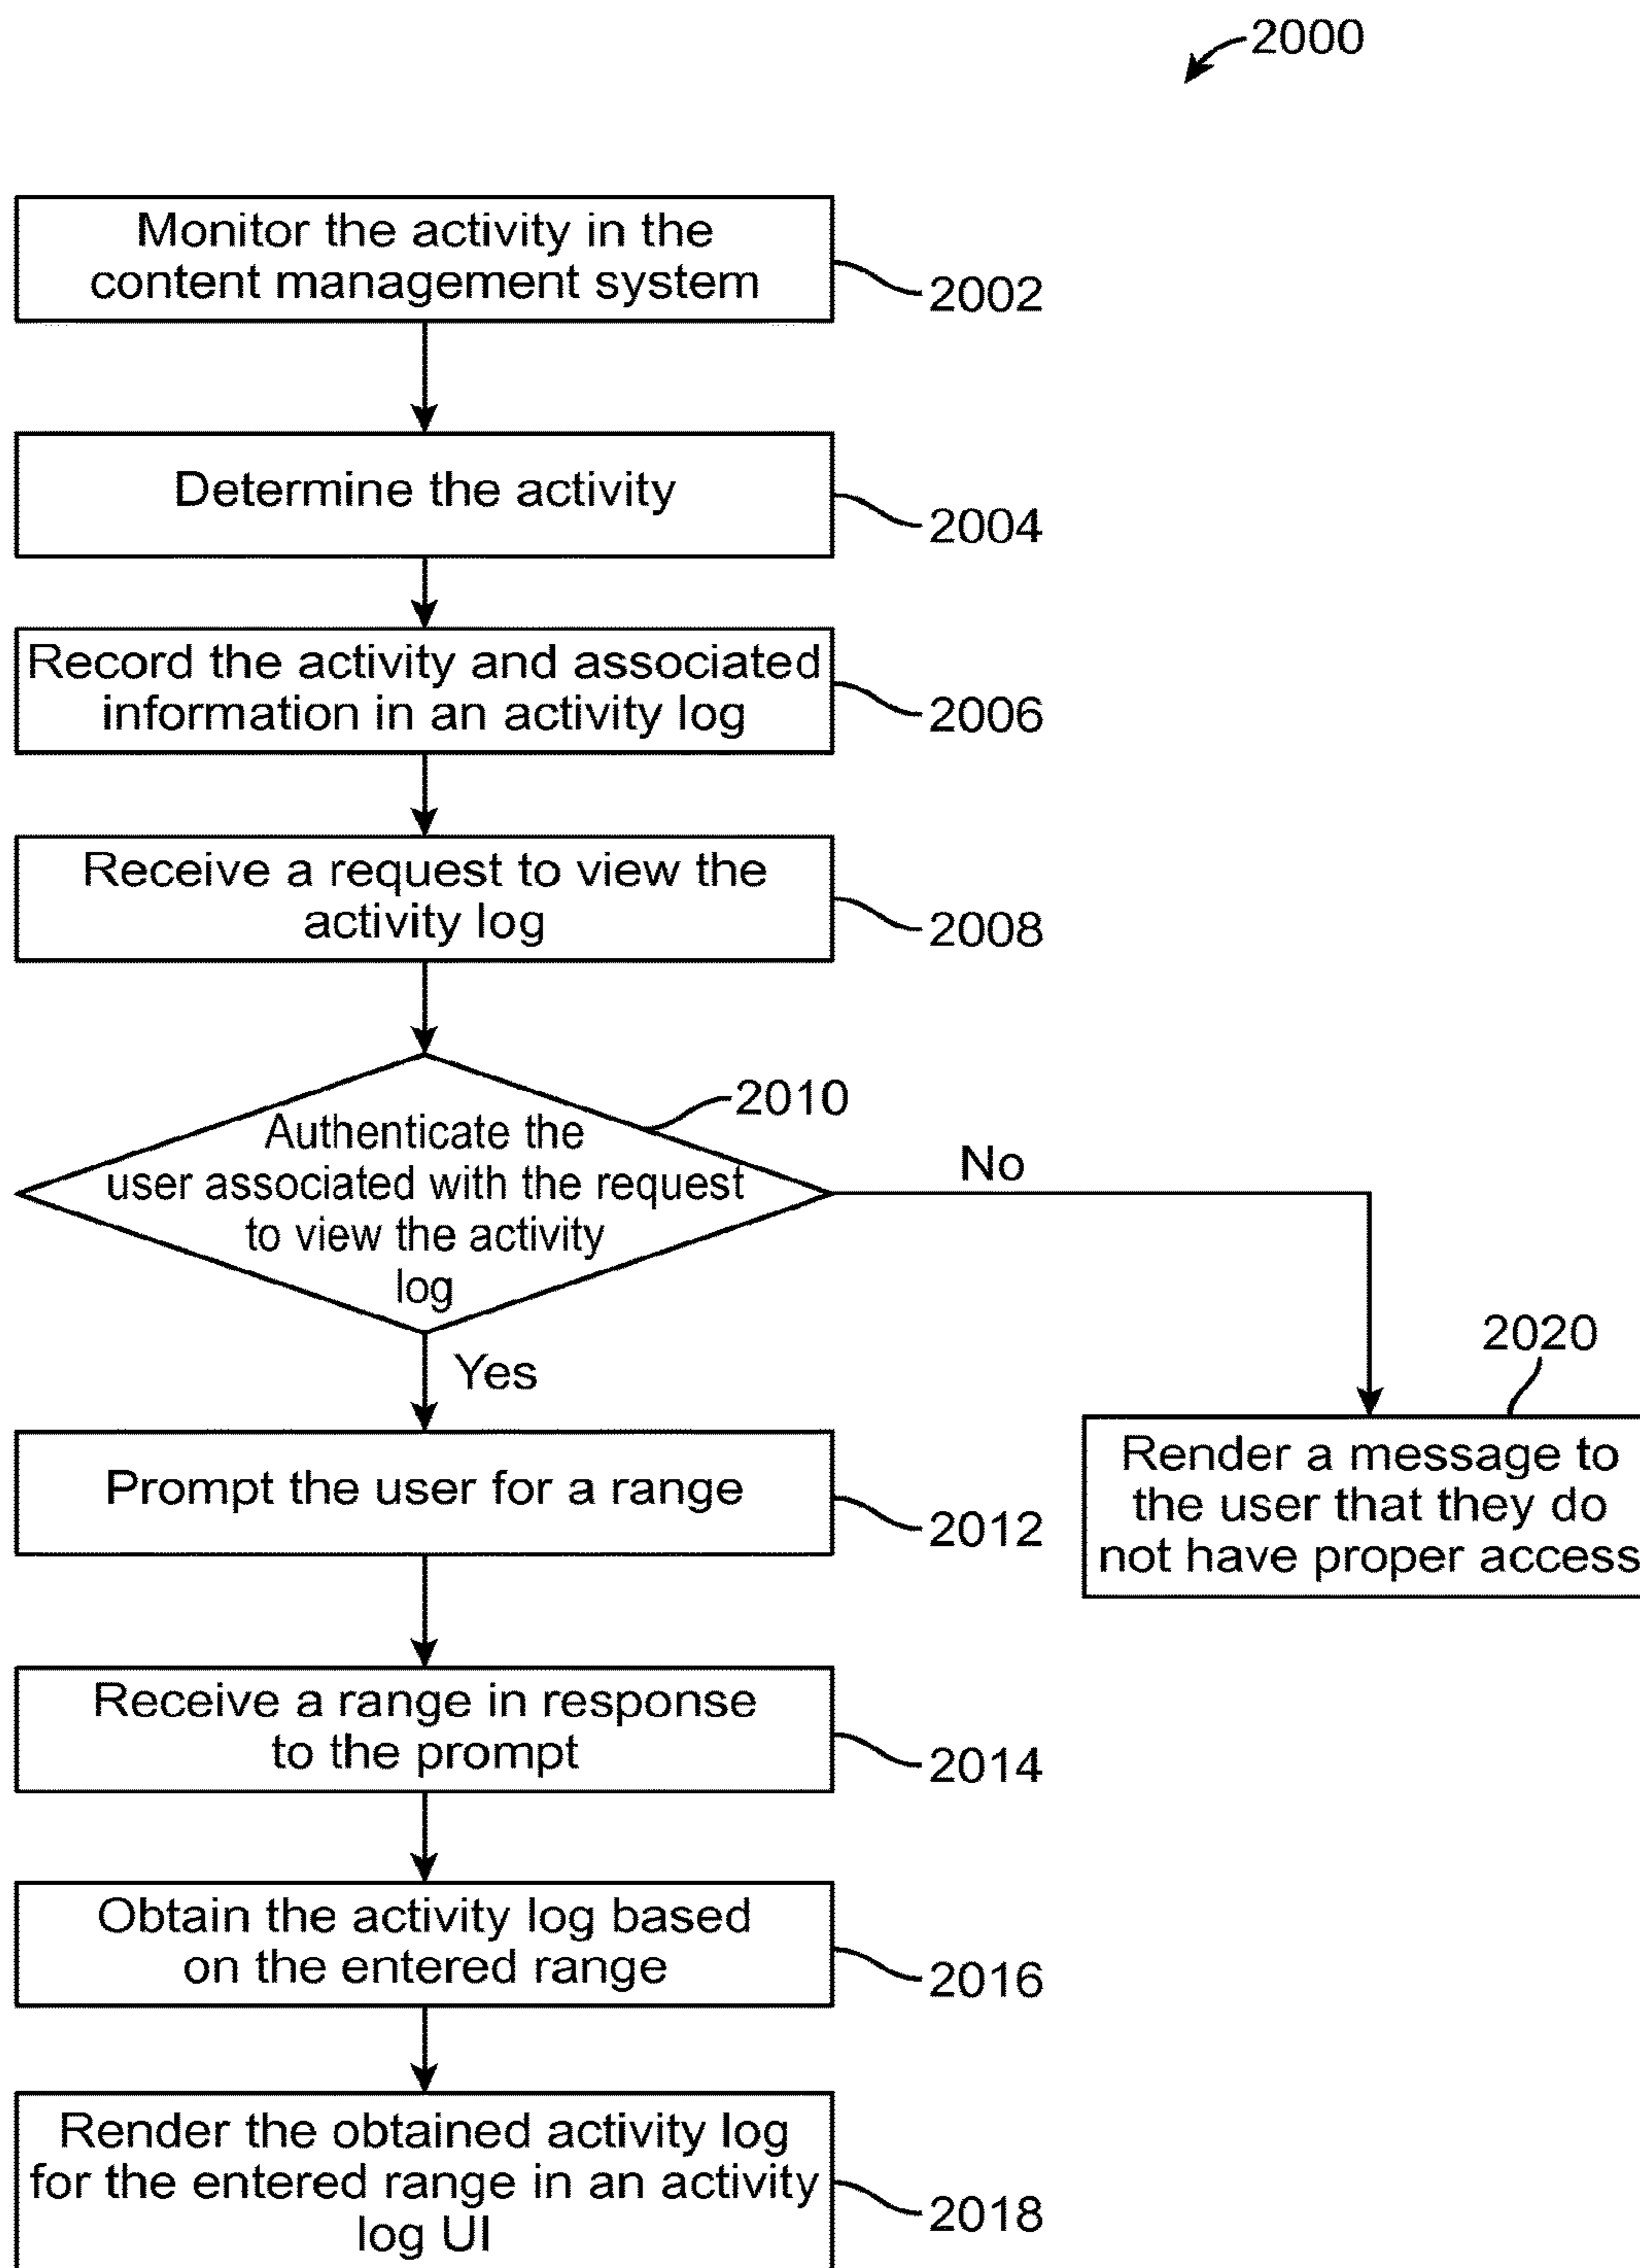 2000
Monitor the activity in the
content management system
2002
Determine the activity
2004
Record the activity and associated
information in an activity log
2006
Receive a request to view the
activity log
2008
2010
Authenticate the
user associated with the request
to view the activity
log
No
Yes
2020
Render a message to
the user that they do
not have proper access
Prompt the user for a range
2012
Receive a range in response
to the prompt
2014
Obtain the activity log based
on the entered range
2016
Render the obtained activity log
for the entered range in an activity
log UI
2018